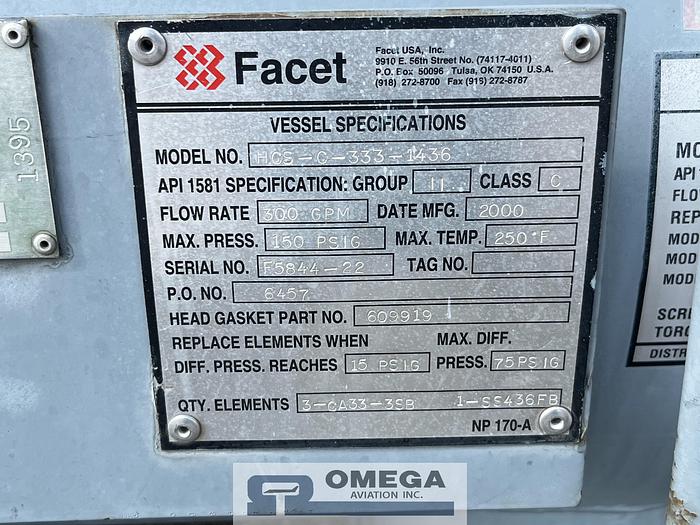 1395
Facet
Facet USA, Inc.
9910 E. 56th Street No. (74117-4011)
P.O. Box 50096 Tulsa, OK 74150 U.S.A.
(918) 272-8700 Fax (918) 272-8787
VESSEL SPECIFICATIONS
MODEL NO. HCS-C-333-1436
API 1581 SPECIFICATION: GROUP II CLASS C
FLOW RATE 300 GPM DATE MFG. 2000
MAX. PRESS. 150 PSIG MAX. TEMP. 250°F
SERIAL NO. F5844-22 TAG NO.
P.O. NO. 6457
HEAD GASKET PART NO. 609919
REPLACE ELEMENTS WHEN MAX. DIFF.
DIFF. PRESS. REACHES 15 PSIG PRESS. 75PSIG
QTY. ELEMENTS 3-CA33-3SB 1-SS436FB
NP 170-A
MO
API
FLO
REP
MOD
MOD
MOD
SCRE
TORC
DISTR
OMEGA
AVIATION INC.